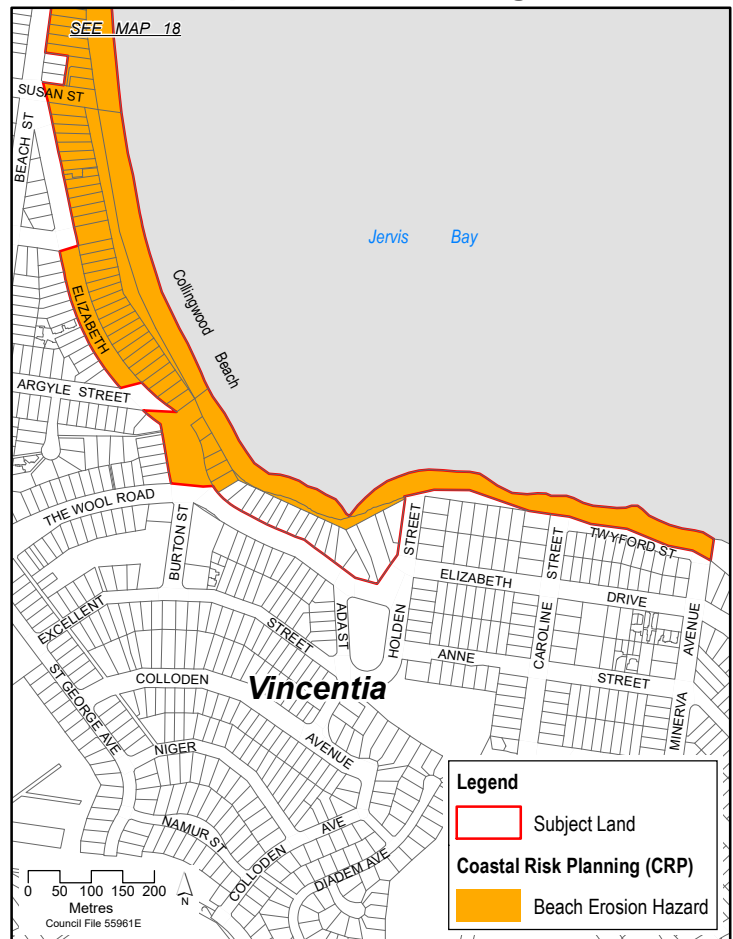 SEE MAP 18
SUSAN ST
BEACH ST
Jervis Bay
Collingwood Beach
ELIZABETH
ARGYLE STREET
THE WOOL ROAD
BURTON ST
STREET
STREET
TWYFORD ST
ELIZABETH
DRIVE
EXCELLENT
STREET
ADA ST
HOLDEN
CAROLINE
AVENUE
ANNE
STREET
COLLODEN
Vincentia
ST GEORGE AVE
AVENUE
MINERVA
NIGER
NAMUR ST
AVE
COLLODEN
DIADEM AVE
Legend
Subject Land
Coastal Risk Planning (CRP)
Beach Erosion Hazard
0 50 100 150 200
Metres
N
Council File 55961E